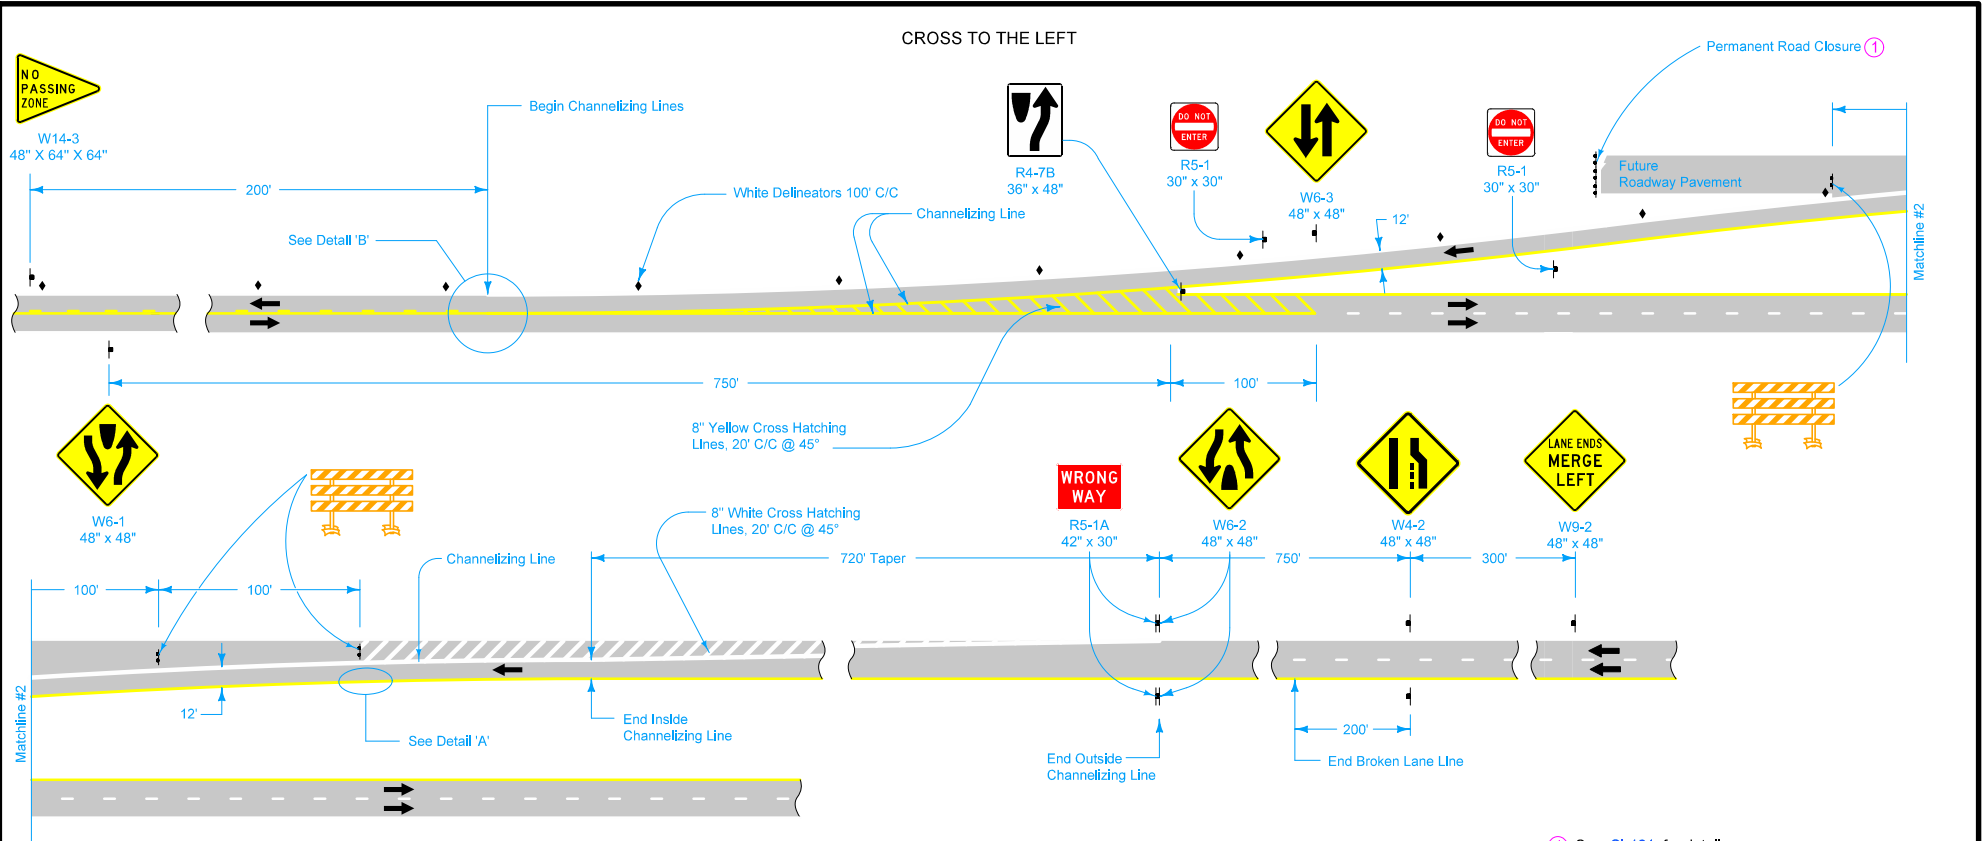 CROSS TO THE LEFT
Permanent Road Closure 1
NO
PASSING
ZONE
W14-3
48" X 64" X 64"
200'
Begin Channelizing Lines
White Delineators 100' C/C
See Detail 'B'
Channelizing Line
R4-7B
36" x 48"
DO NOT
ENTER
R5-1
30" x 30"
W6-3
48" x 48"
12'
DO NOT
ENTER
R5-1
30" x 30"
Future
Roadway Pavement
Matchline #2
750'
100'
8" Yellow Cross Hatching
Lines, 20' C/C @ 45°
W6-1
48" x 48"
8" White Cross Hatching
Lines, 20' C/C @ 45°
WRONG
WAY
R5-1A
42" x 30"
W6-2
48" x 48"
W4-2
48" x 48"
LANE ENDS
MERGE
LEFT
W9-2
48" x 48"
Channelizing Line
720' Taper
750'
300'
100'
100'
Matchline #2
12'
See Detail 'A'
End Inside
Channelizing Line
End Outside
Channelizing Line
200'
End Broken Lane Line